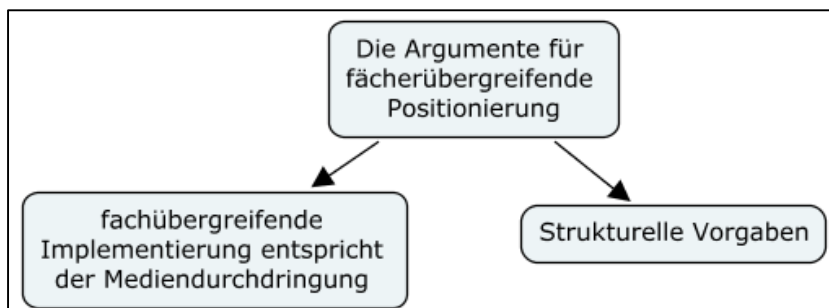 Die Argumente für
fächerübergreifende
Positionierung
fachübergreifende
Implementierung entspricht
der Mediendurchdringung
Strukturelle Vorgaben